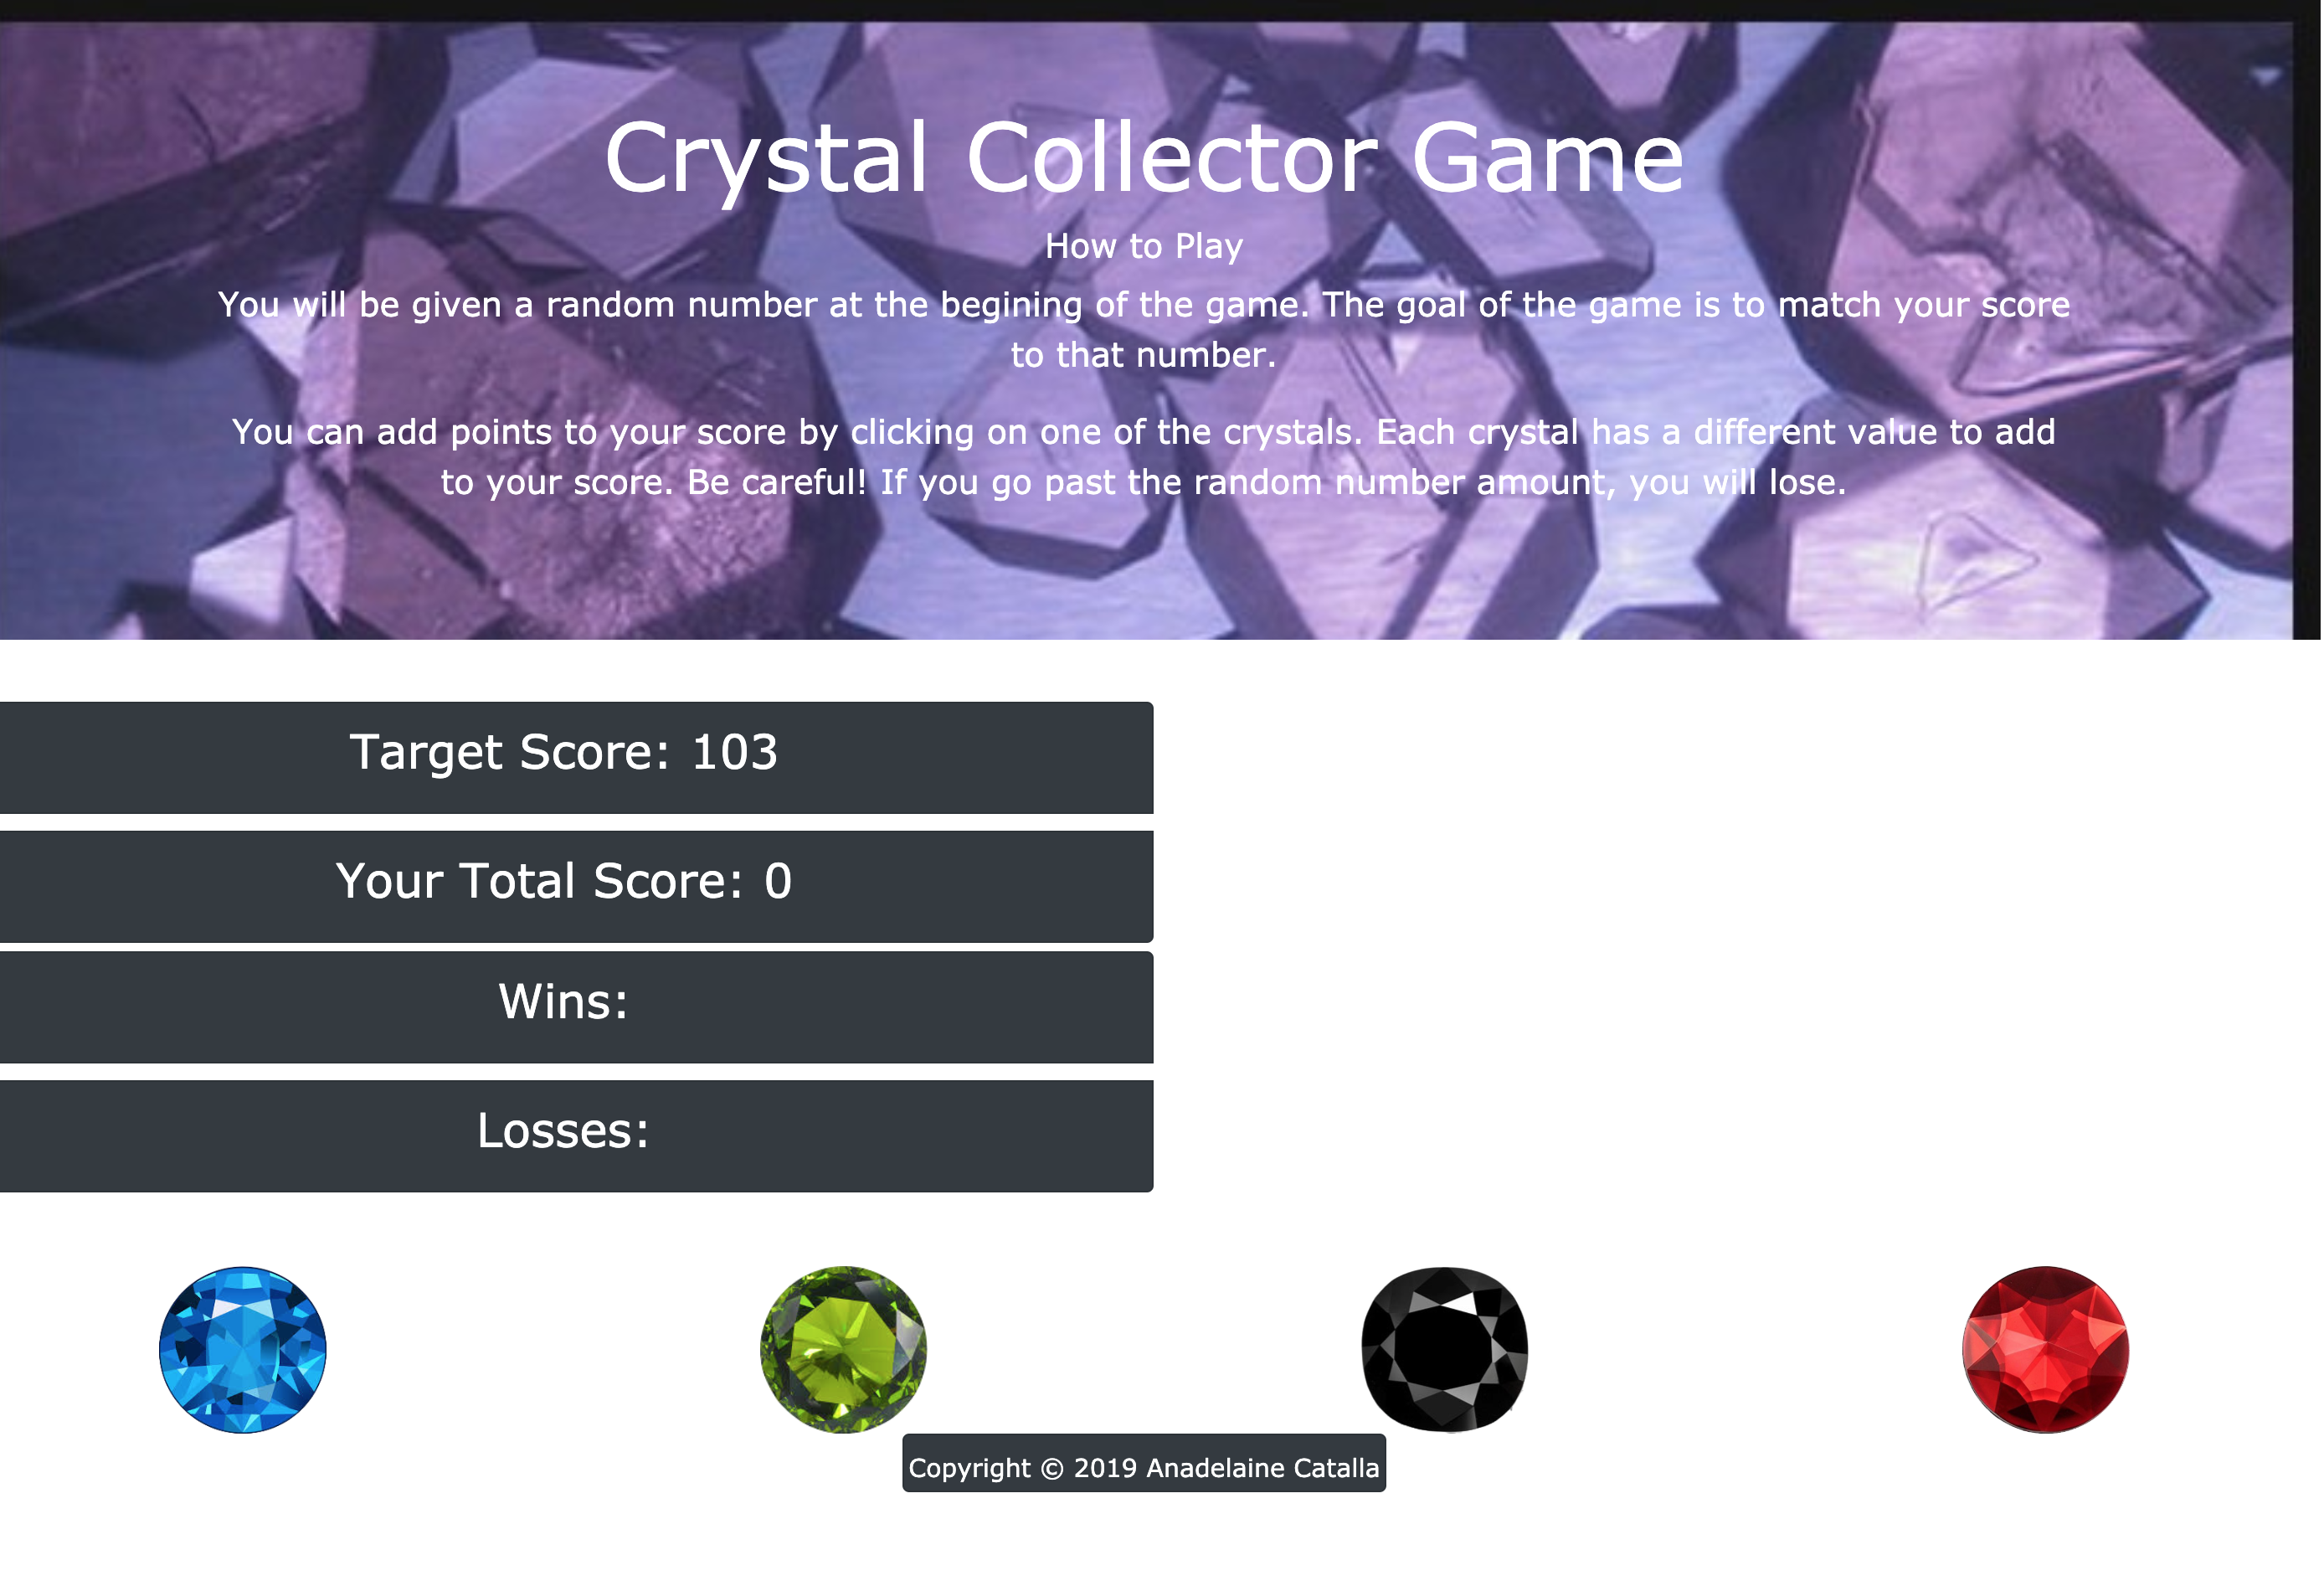 Crystal Collector Game
How to Play
You will be given a random number at the begining of the game. The goal of the game is to match your score
to that number.
You can add points to your score by clicking on one of the crystals. Each crystal has a different value to add
to your score. Be careful! If you go past the random number amount, you will lose.
Target Score: 103
Your Total Score: 0
Wins:
Losses:
Copyright © 2019 Anadelaine Catalla